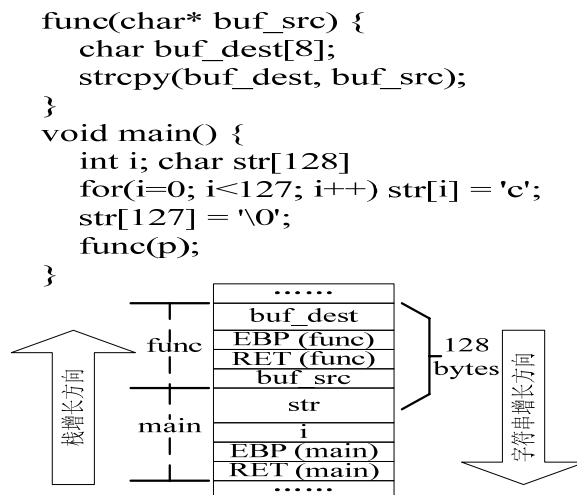 func(char* buf_src) {
char buf_dest[8];
strcpy(buf_dest, buf_src);
}
void main() {
int i; char str[128]
for(i=0; i<127; i++) str[i] = 'c';
str[127] = '\0';
func(p);
}
......
buf_dest
EBP (func)
RET (func)
buf_src
str
i
EBP (main)
RET (main)
......
func
main
128
bytes
栈增长方向
字符串增长方向